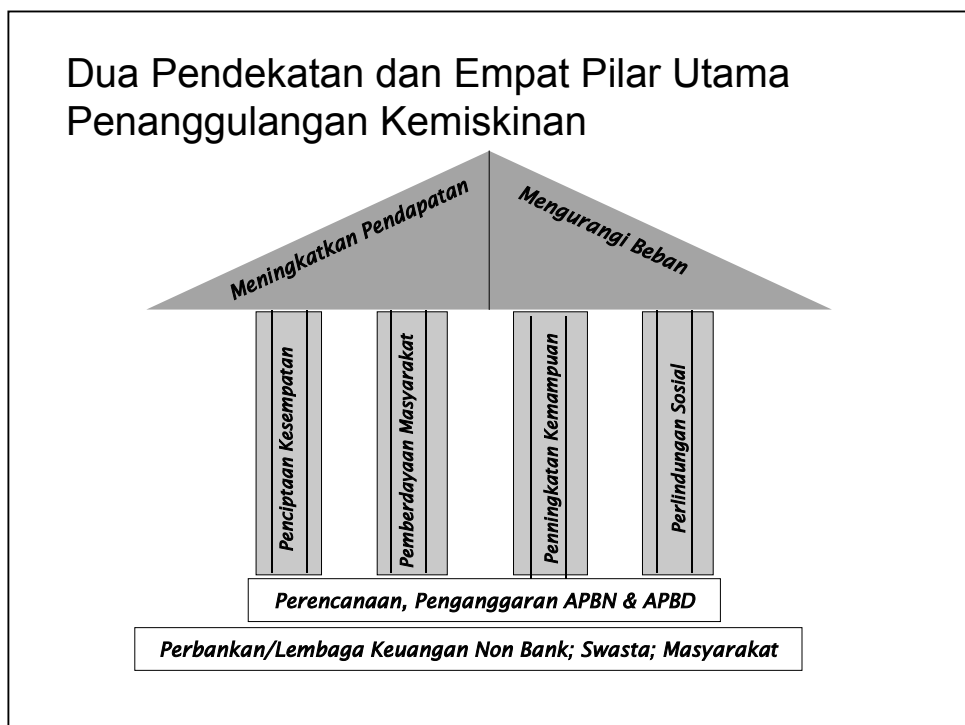 Dua Pendekatan dan Empat Pilar Utama
Penanggulangan Kemiskinan
Meningkatkan Pendapatan
Mengurangi Beban
Penciptaan Kesempatan
Pemberdayaan Masyarakat
Penningkatan Kemampuan
Perlindungan Sosial
Perencanaan, Penganggaran APBN & APBD
Perbankan/Lembaga Keuangan Non Bank; Swasta; Masyarakat